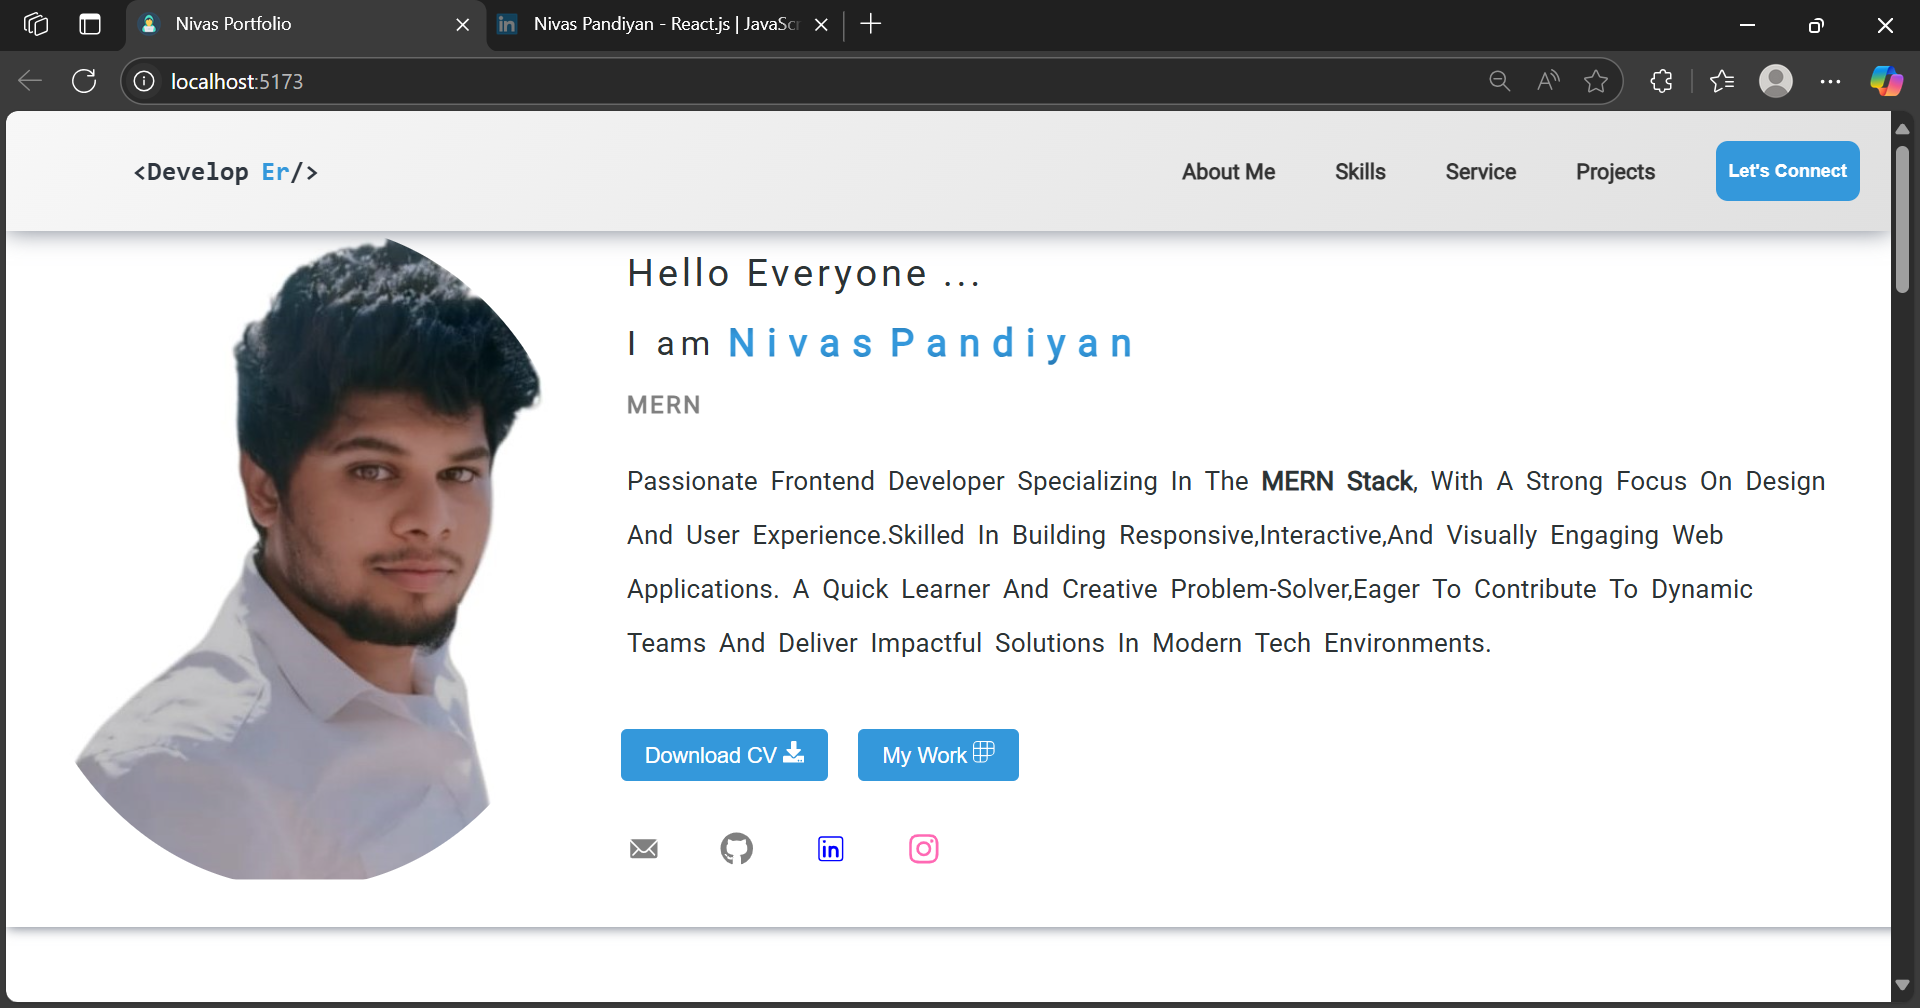 Nivas Portfolio
Nivas Pandiyan - React.js | JavaScr
localhost:5173
<Develop Er/>
About Me
Skills
Service
Projects
Let's Connect
Hello Everyone ...
I am Nivas Pandiyan
MERN
Passionate Frontend Developer Specializing In The MERN Stack, With A Strong Focus On Design
And User Experience.Skilled In Building Responsive,Interactive,And Visually Engaging Web
Applications. A Quick Learner And Creative Problem-Solver,Eager To Contribute To Dynamic
Teams And Deliver Impactful Solutions In Modern Tech Environments.
Download CV
My Work